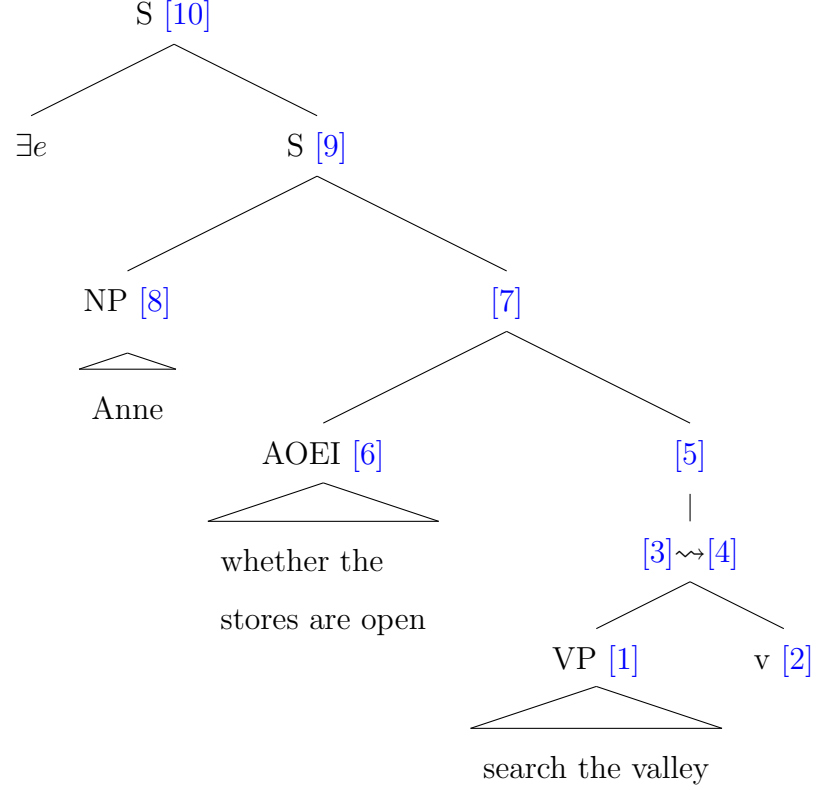 S [10]
∃e
S [9]
NP [8]
[7]
Anne
AOEI [6]
[5]
whether the
stores are open
[3]⇝[4]
VP [1]
v [2]
search the valley